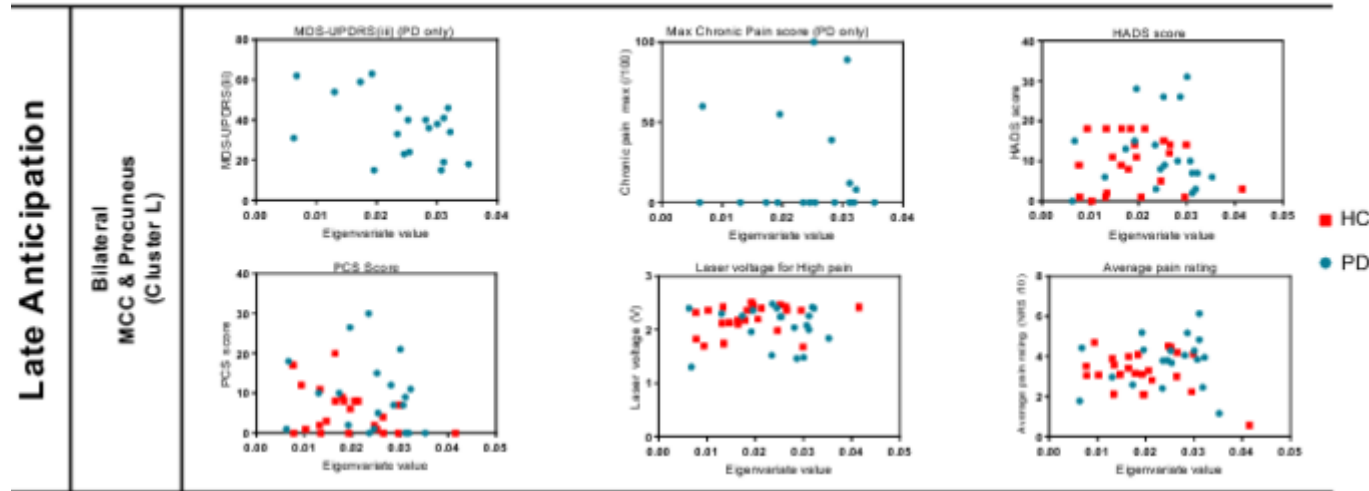 Late Anticipation
Bilateral
MCC & Precuneus
(Cluster L)
MDS-UPDRS(iii) (PD only)
MDS-UPDRS(iii)
80
60
40
20
0
0.00 0.01 0.02 0.03 0.04
Eigenvariate value
Max Chronic Pain score (PD only)
Chronic pain max (/100)
100
50
0
0.00 0.01 0.02 0.03 0.04
Eigenvariate value
HADS score
HADS score
40
30
20
10
0
0.00 0.01 0.02 0.03 0.04 0.05
Eigenvariate value
HC
PD
PCS Score
PCS score
40
30
20
10
0
0.00 0.01 0.02 0.03 0.04 0.05
Eigenvariate value
Laser voltage for High pain
Laser voltage (V)
3
2
1
0
0.00 0.01 0.02 0.03 0.04 0.05
Eigenvariate value
Average pain rating
Average pain rating (NRS /10)
8
6
4
2
0
0.00 0.01 0.02 0.03 0.04 0.05
Eigenvariate value